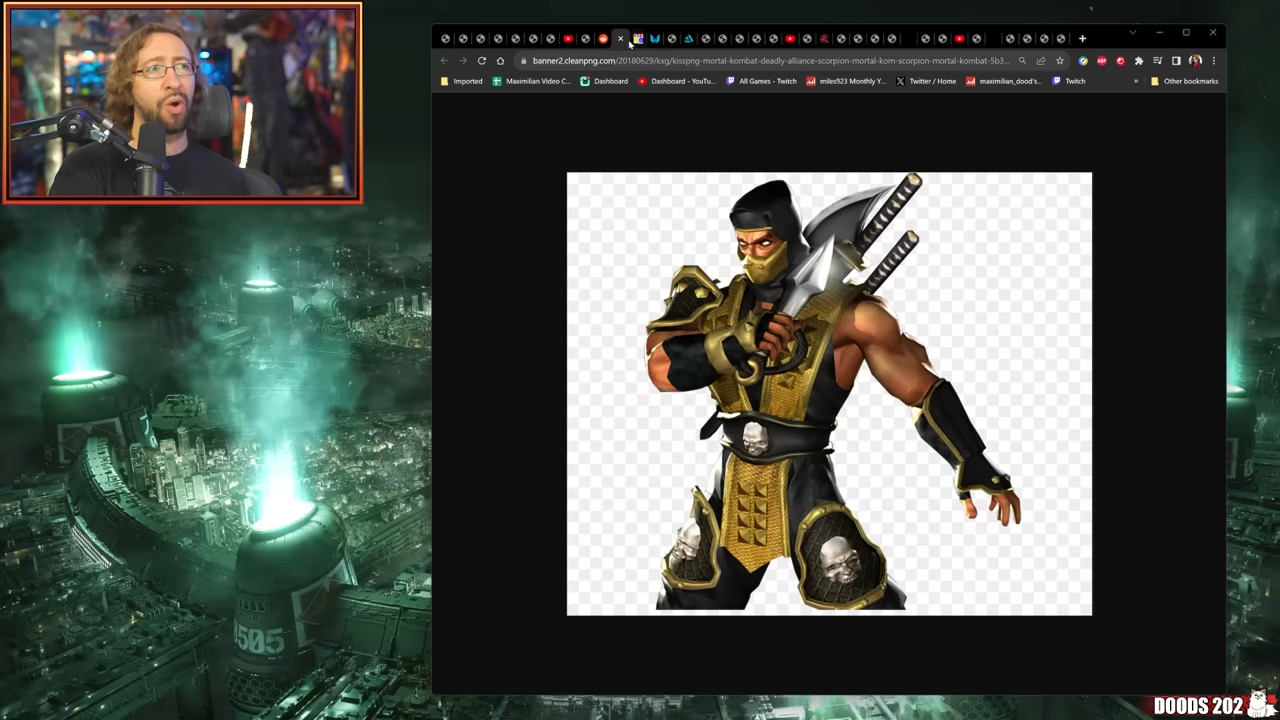 banner2.cleanpng.com/20180629/kxg/kisspng-mortal-kombat-deadly-alliance-scorpion-mortal-kom-scorpion-mortal-kombat-5b3...
Imported
Maximilian Video C...
Dashboard
Dashboard - YouTu...
All Games - Twitch
miles923 Monthly Y...
Twitter / Home
maximilian_dood's...
Twitch
»
Other bookmarks
505
DOODS 202